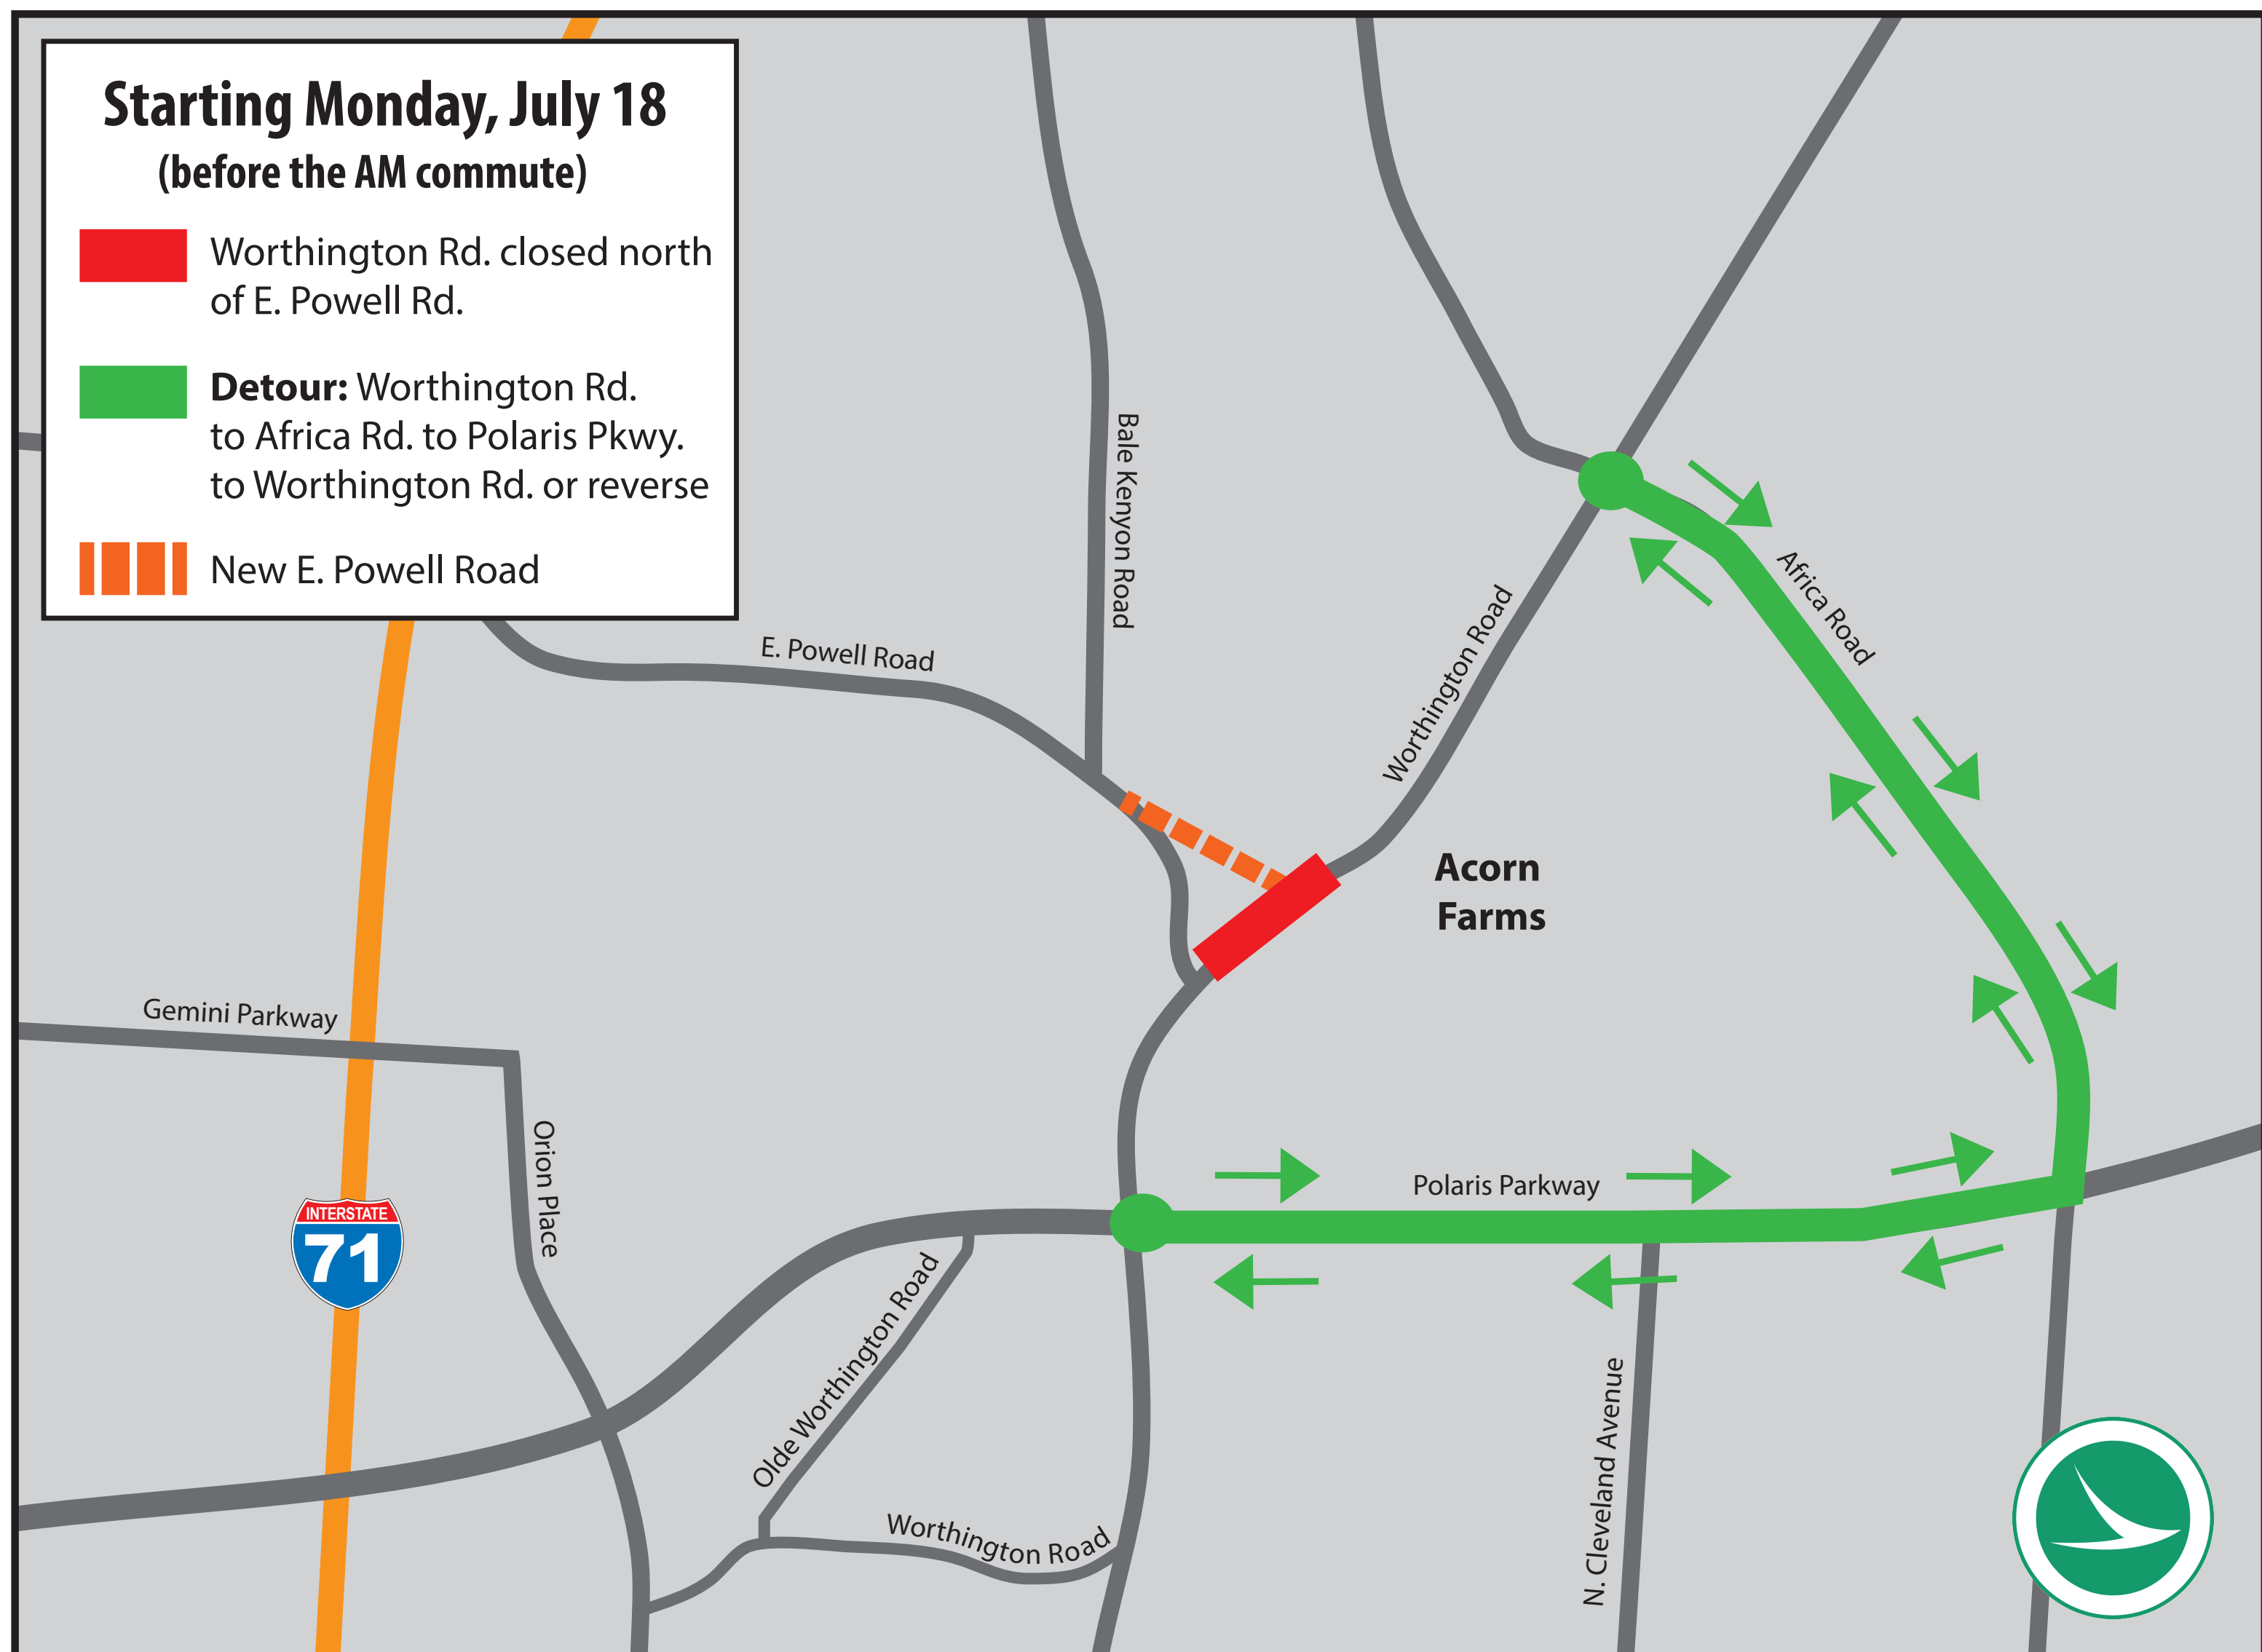 Starting Monday, July 18
(before the AM commute)
Worthington Rd. closed north
of E. Powell Rd.
Detour: Worthington Rd.
to Africa Rd. to Polaris Pkwy.
to Worthington Rd. or reverse
New E. Powell Road
Bale Kenyon Road
E. Powell Road
Worthington Road
Africa Road
Acorn
Farms
Gemini Parkway
Orion Place
INTERSTATE
71
Polaris Parkway
Olde Worthington Road
Worthington Road
N. Cleveland Avenue